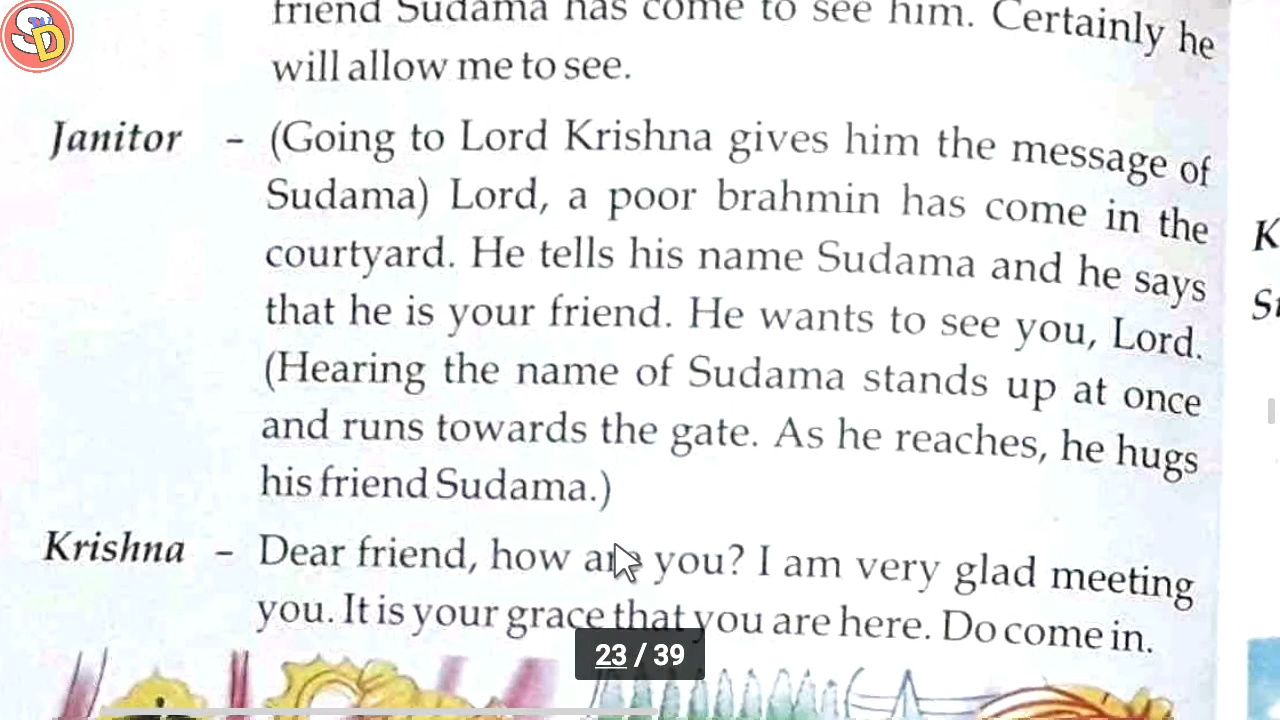 SD
friend Sudama has come to see him. Certainly he
will allow me to see.
Janitor - (Going to Lord Krishna gives him the message of
Sudama) Lord, a poor brahmin has come in the
courtyard. He tells his name Sudama and he says
that he is your friend. He wants to see you, Lord.
(Hearing the name of Sudama stands up at once
and runs towards the gate. As he reaches, he hugs
his friend Sudama.)
Krishna - Dear friend, how are you? I am very glad meeting
you. It is your grace that you are here. Do come in.
23 / 39